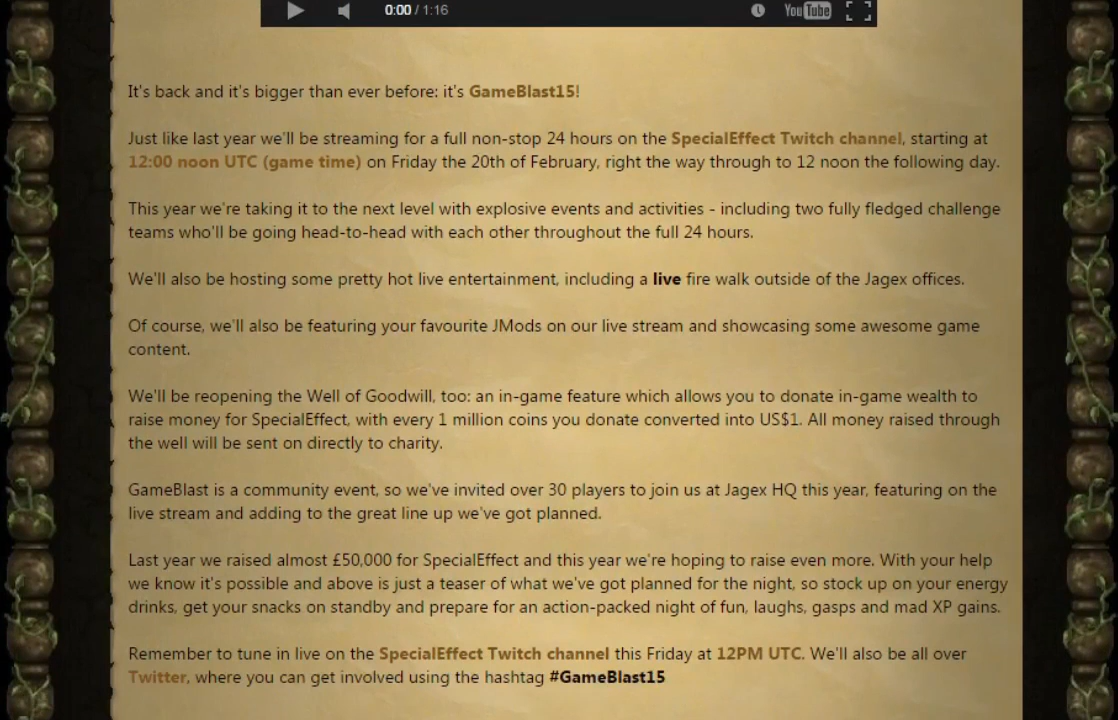 0:00 / 1:16
YouTube
It's back and it's bigger than ever before: it's GameBlast15!
Just like last year we'll be streaming for a full non-stop 24 hours on the SpecialEffect Twitch channel, starting at
12:00 noon UTC (game time) on Friday the 20th of February, right the way through to 12 noon the following day.
This year we're taking it to the next level with explosive events and activities - including two fully fledged challenge
teams who'll be going head-to-head with each other throughout the full 24 hours.
We'll also be hosting some pretty hot live entertainment, including a live fire walk outside of the Jagex offices.
Of course, we'll also be featuring your favourite JMods on our live stream and showcasing some awesome game
content.
We'll be reopening the Well of Goodwill, too: an in-game feature which allows you to donate in-game wealth to
raise money for SpecialEffect, with every 1 million coins you donate converted into US$1. All money raised through
the well will be sent on directly to charity.
GameBlast is a community event, so we've invited over 30 players to join us at Jagex HQ this year, featuring on the
live stream and adding to the great line up we've got planned.
Last year we raised almost £50,000 for SpecialEffect and this year we're hoping to raise even more. With your help
we know it's possible and above is just a teaser of what we've got planned for the night, so stock up on your energy
drinks, get your snacks on standby and prepare for an action-packed night of fun, laughs, gasps and mad XP gains.
Remember to tune in live on the SpecialEffect Twitch channel this Friday at 12PM UTC. We'll also be all over
Twitter, where you can get involved using the hashtag #GameBlast15